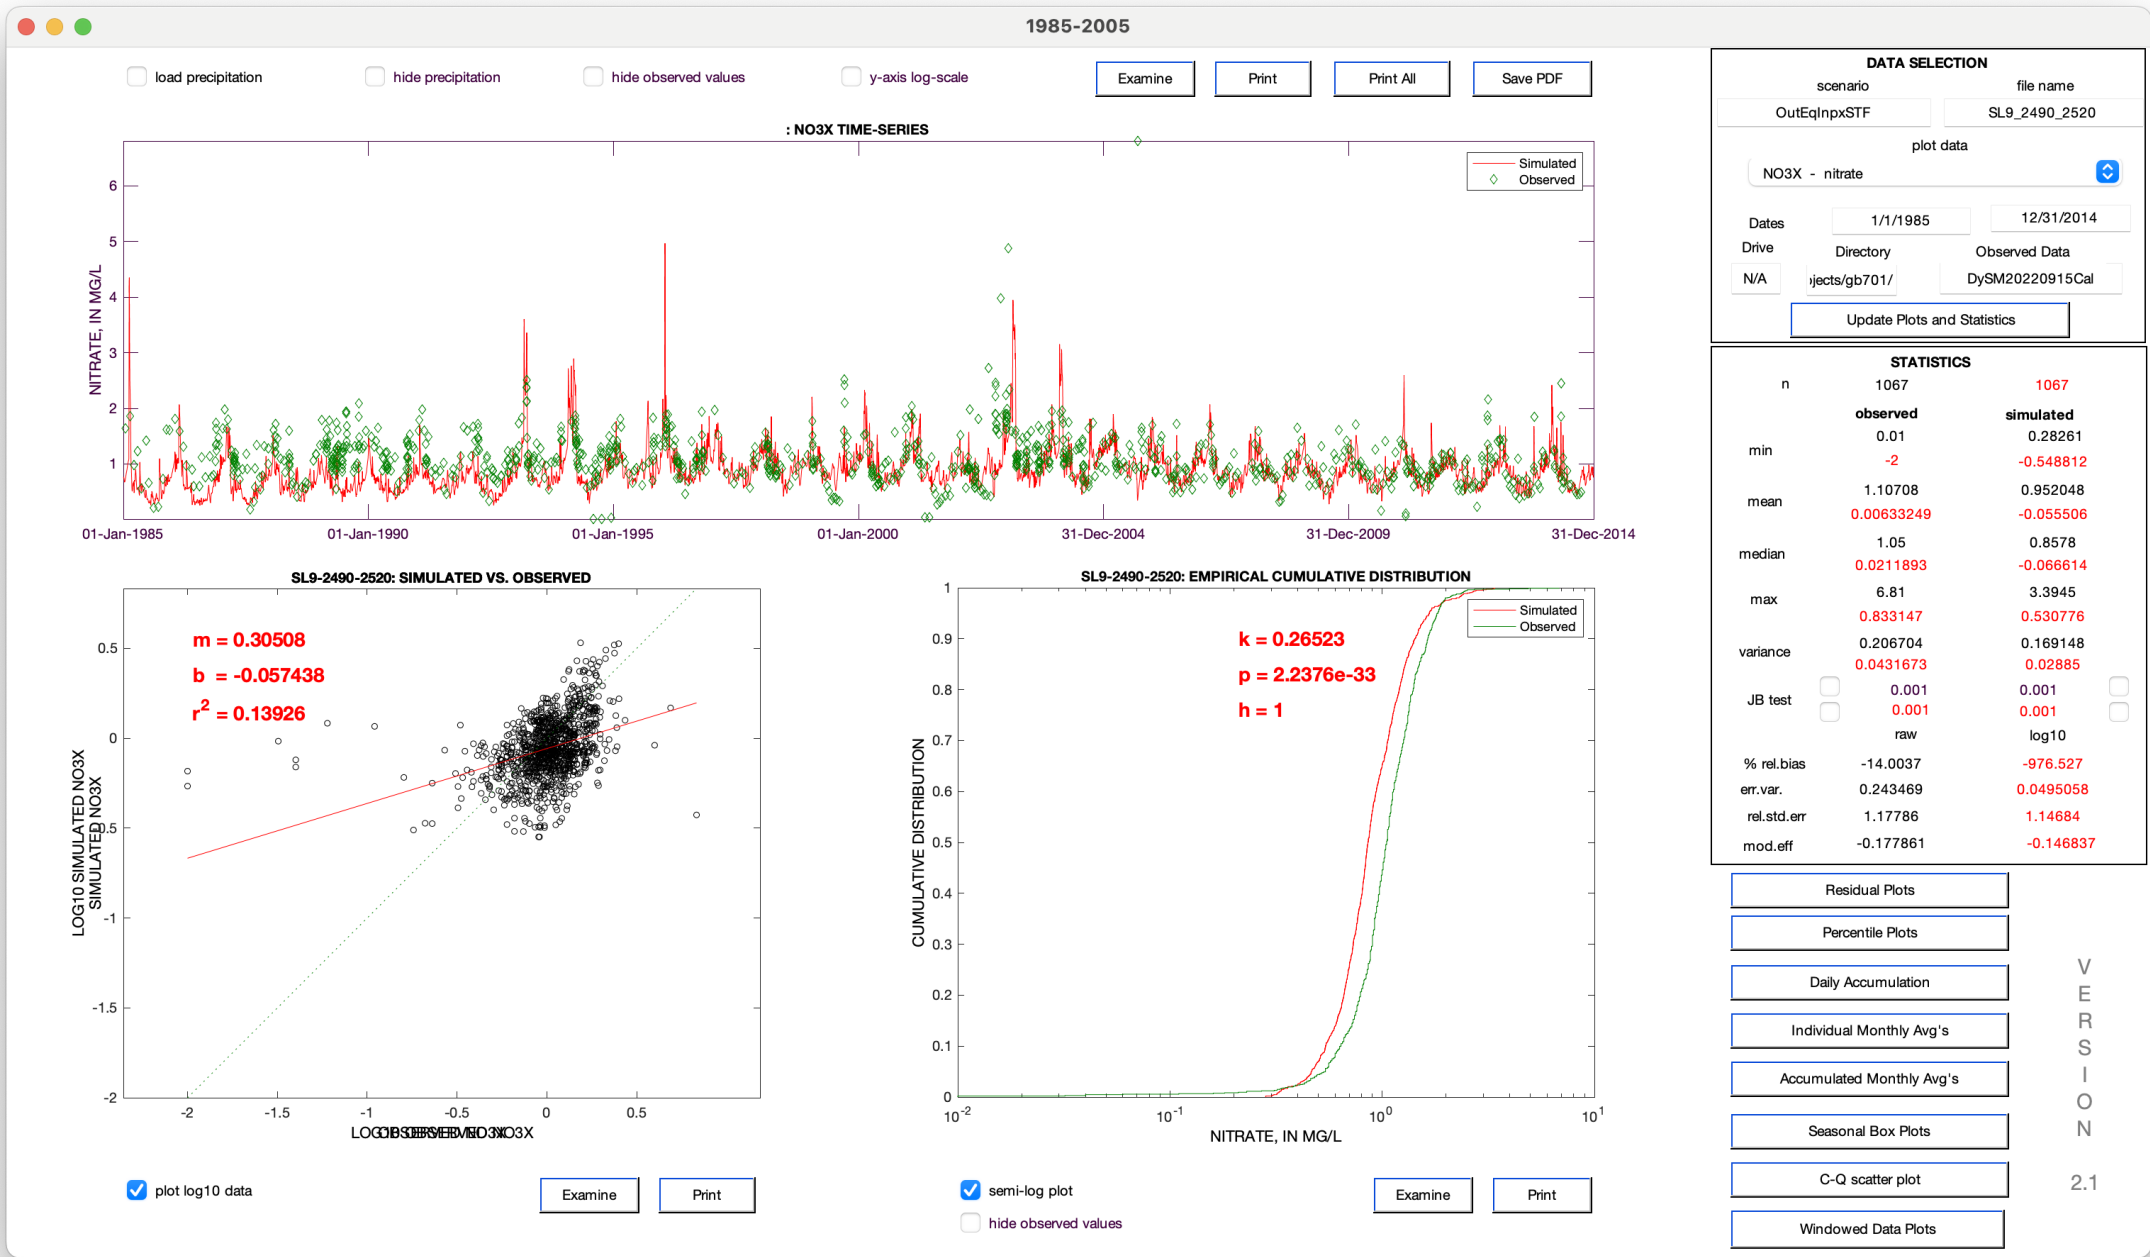 1985-2005
load precipitation
hide precipitation
hide observed values
y-axis log-scale
Examine
Print
Print All
Save PDF
: NO3X TIME-SERIES
NITRATE, IN MG/L
6
5
4
3
2
1
Simulated
Observed
01-Jan-1985
01-Jan-1990
01-Jan-1995
01-Jan-2000
31-Dec-2004
31-Dec-2009
31-Dec-2014
SL9-2490-2520: SIMULATED VS. OBSERVED
m = 0.30508
b = -0.057438
r2 = 0.13926
LOG10 SIMULATED NO3X
SIMULATED NO3X
0.5
0
-0.5
-1
-1.5
-2
-2
-1.5
-1
-0.5
0
0.5
LOG10 OBSERVED NO3X
OBSERVED NO3X
plot log10 data
Examine
Print
SL9-2490-2520: EMPIRICAL CUMULATIVE DISTRIBUTION
k = 0.26523
p = 2.2376e-33
h = 1
Simulated
Observed
CUMULATIVE DISTRIBUTION
1
0.9
0.8
0.7
0.6
0.5
0.4
0.3
0.2
0.1
0
10-2
10-1
100
101
NITRATE, IN MG/L
semi-log plot
hide observed values
Examine
Print
DATA SELECTION
scenario file name
OutEqInpxSTF SL9_2490_2520
plot data
NO3X - nitrate
Dates 1/1/1985 12/31/2014
Drive Directory Observed Data
N/A jects/gb701/ DySM20220915Cal
Update Plots and Statistics
STATISTICS
n 1067 1067
observed simulated
min 0.01 0.28261
-2 -0.548812
mean 1.10708 0.952048
0.00633249 -0.055506
median 1.05 0.8578
0.0211893 -0.066614
max 6.81 3.3945
0.833147 0.530776
variance 0.206704 0.169148
0.0431673 0.02885
JB test 0.001 0.001
0.001 0.001
raw log10
% rel.bias -14.0037 -976.527
err.var. 0.243469 0.0495058
rel.std.err 1.17786 1.14684
mod.eff -0.177861 -0.146837
Residual Plots
Percentile Plots
Daily Accumulation
Individual Monthly Avg's
Accumulated Monthly Avg's
Seasonal Box Plots
C-Q scatter plot
Windowed Data Plots
VERSION
2.1